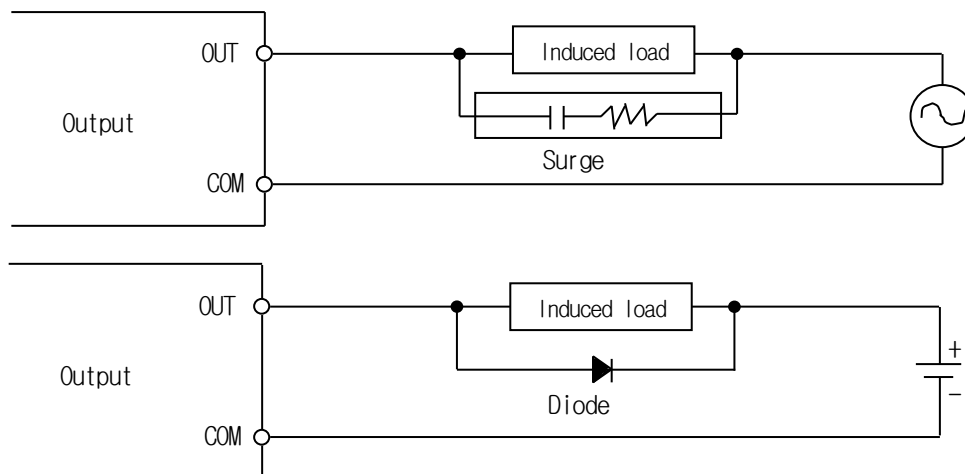 OUT
Induced load
Output
Surge
COM
OUT
Induced load
+
Output
-
Diode
COM